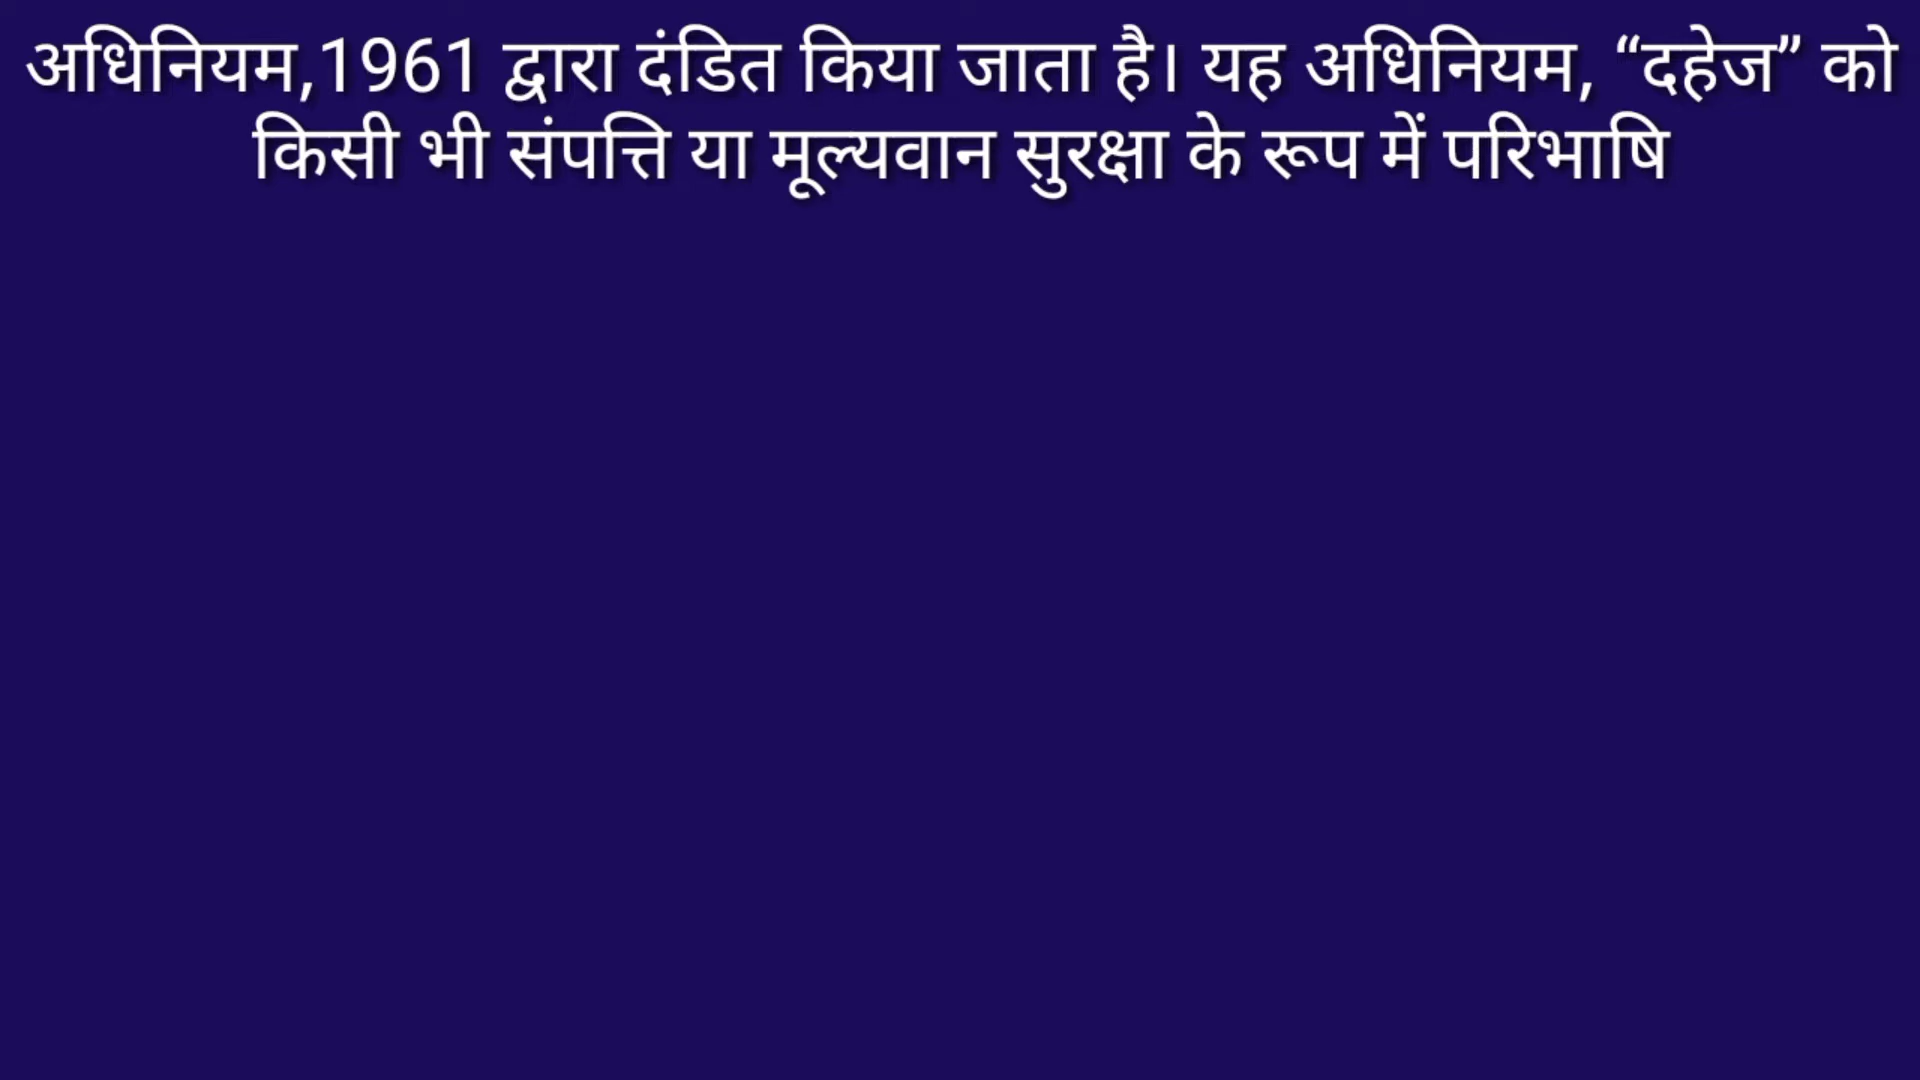 अधिनियम,1961 द्वारा दंडित किया जाता है। यह अधिनियम, “दहेज” को
किसी भी संपत्ति या मूल्यवान सुरक्षा के रूप में परिभाषि